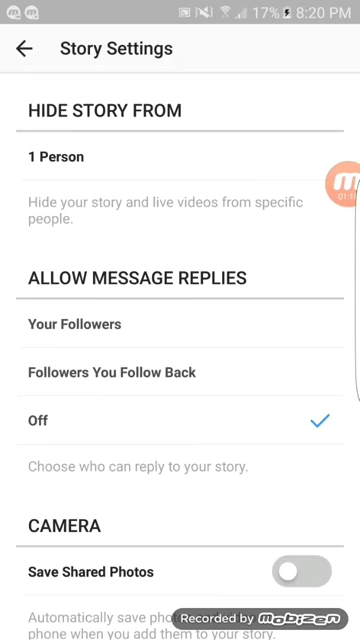 17% 8:20 PM
Story Settings
HIDE STORY FROM
1 Person
Hide your story and live videos from specific
people.
ALLOW MESSAGE REPLIES
Your Followers
Followers You Follow Back
Off
Choose who can reply to your story.
CAMERA
Save Shared Photos
Automatically save
phone when you add them to your story.
Recorded by Mobizen